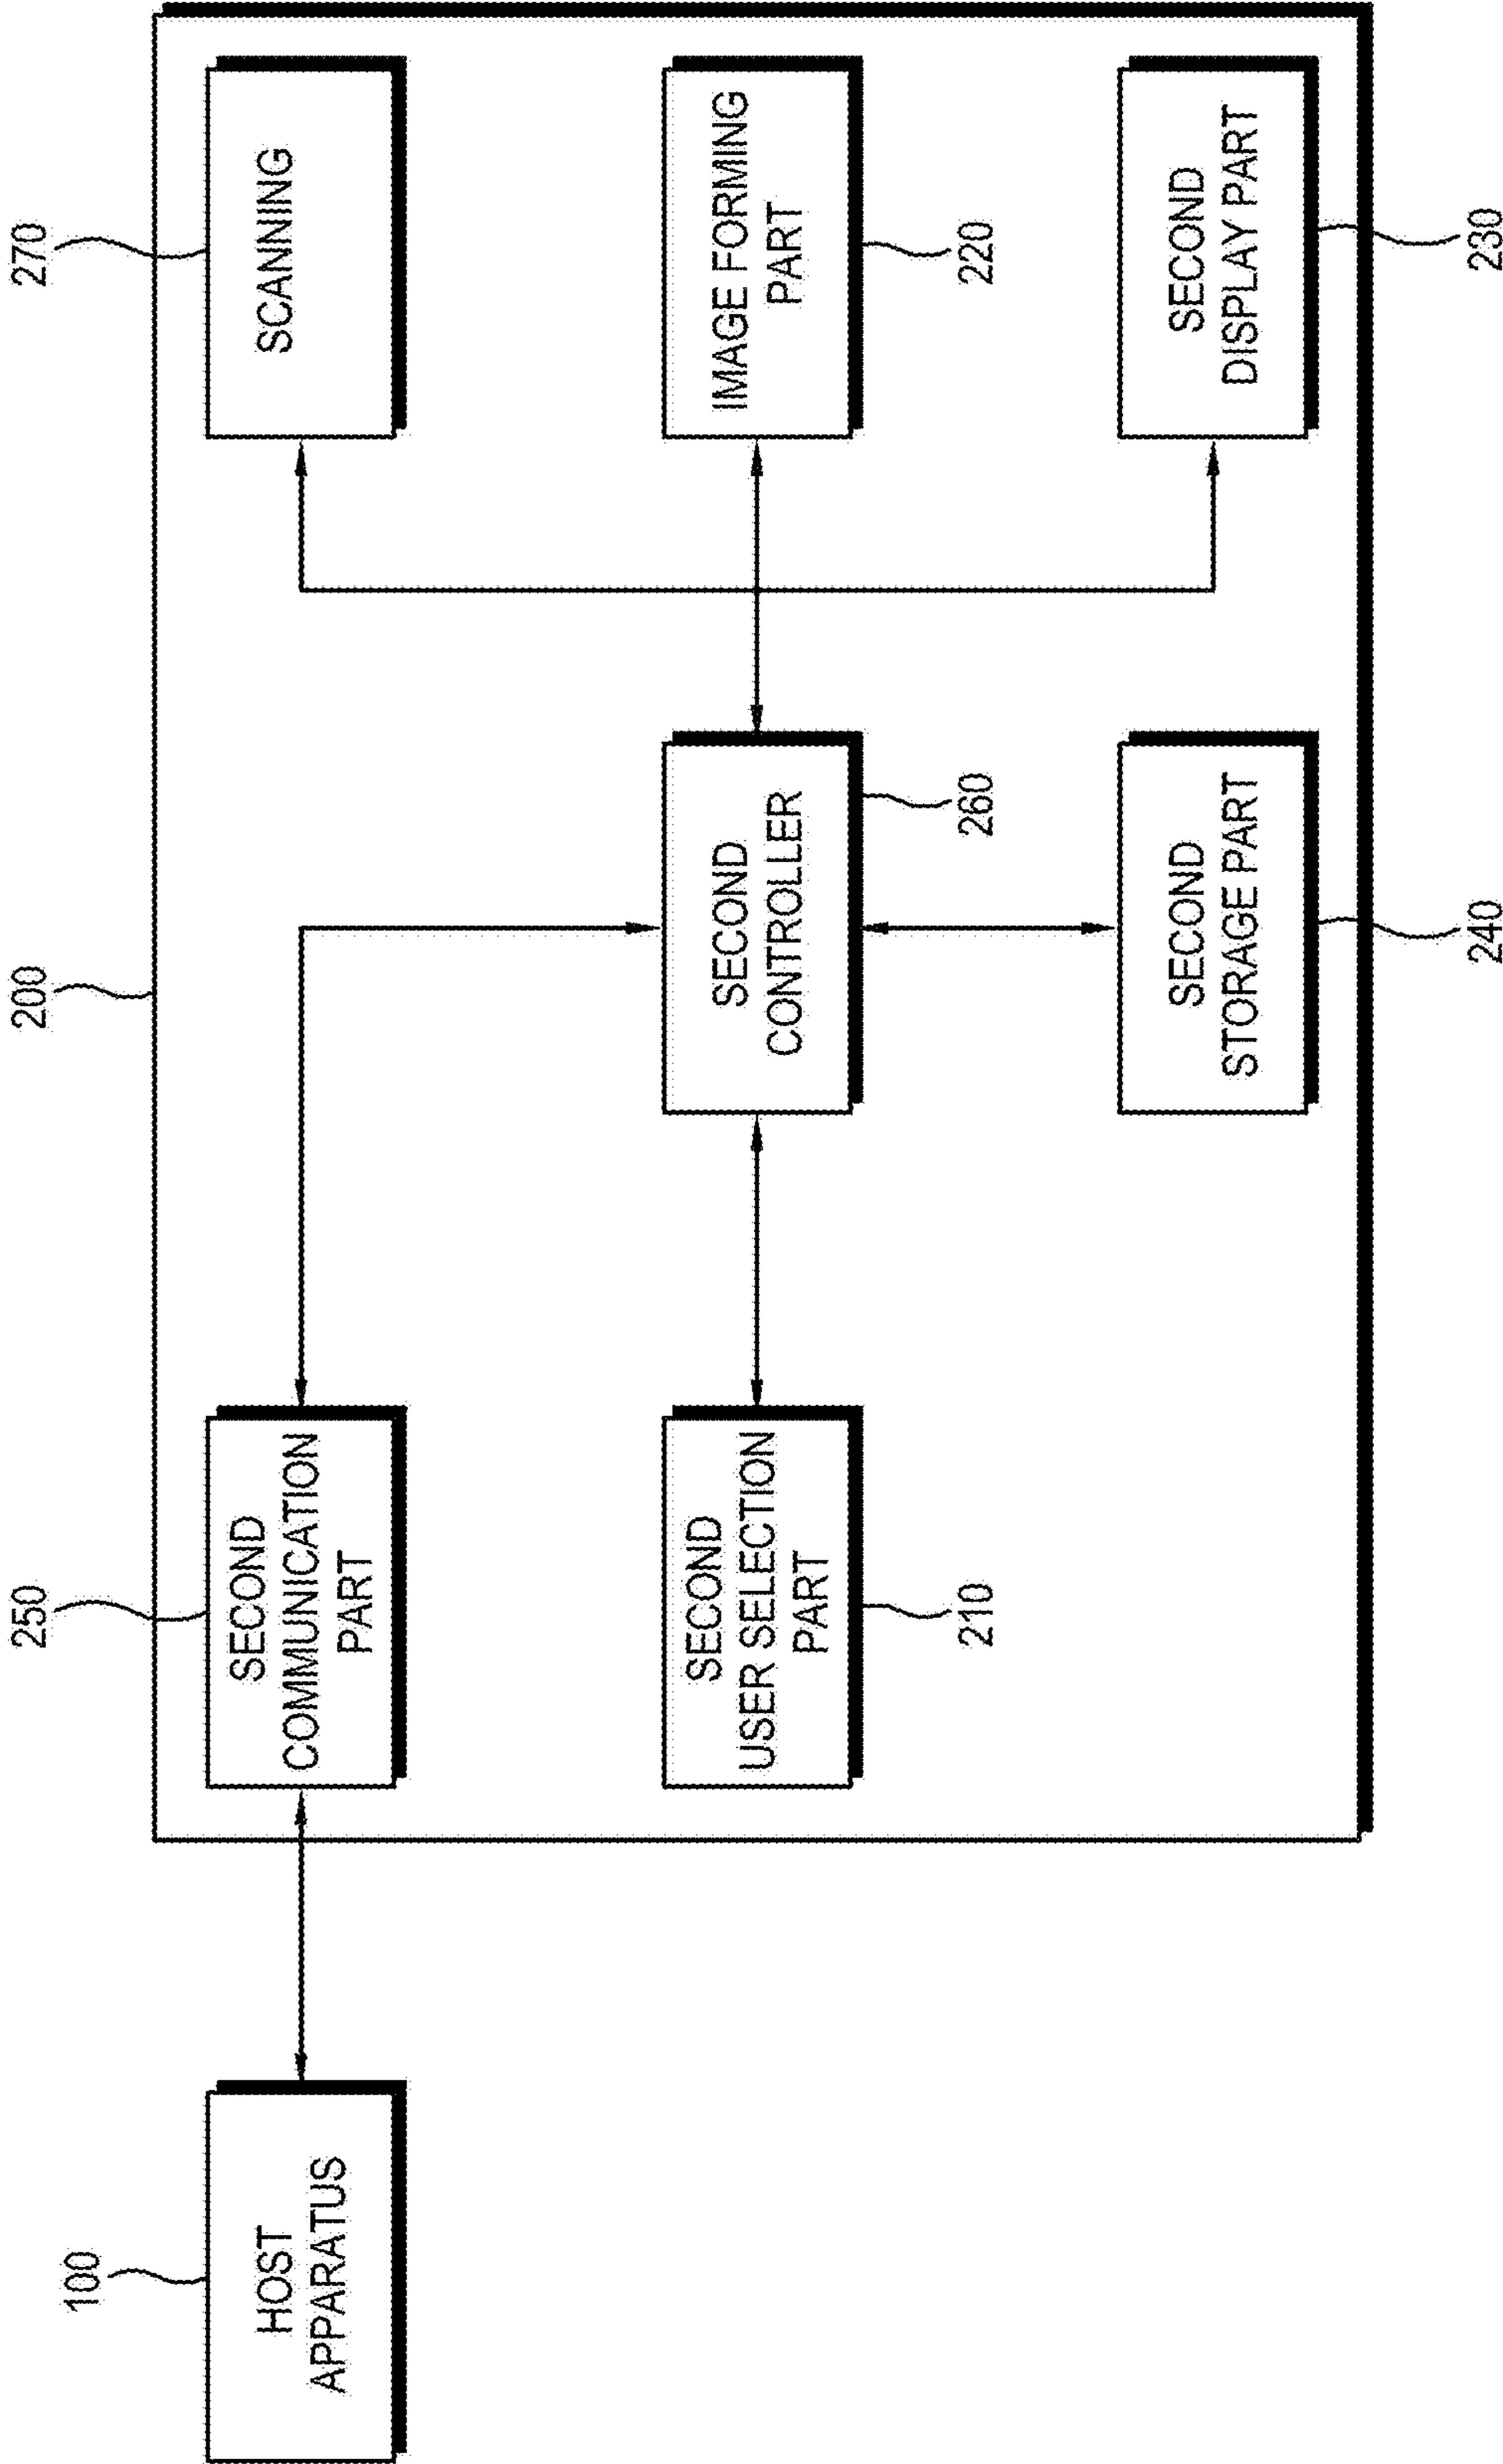 200
100
250
270
HOST
APPARATUS
SECOND
COMMUNICATION
PART
SCANNING
SECOND
USER SELECTION
PART
SECOND
CONTROLLER
IMAGE FORMING
PART
210
260
220
SECOND
STORAGE PART
SECOND
DISPLAY PART
240
230